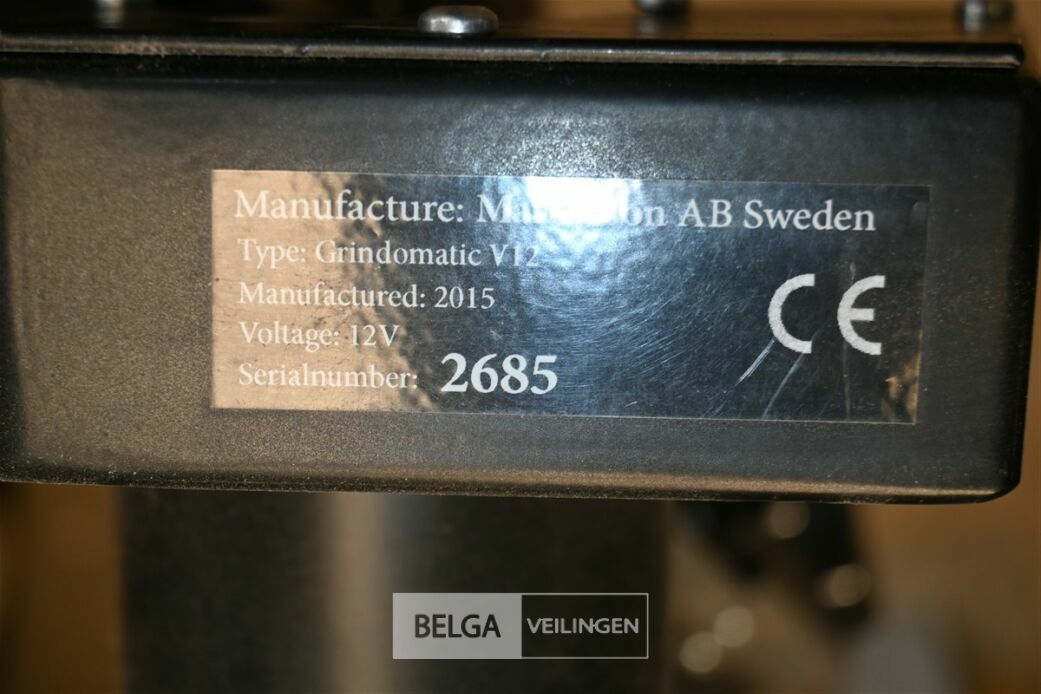 Manufacture: AB Sweden
Type: Grindomatic V12
Manufactured: 2015
Voltage: 12V
Serialnumber: 2685
CE
BELGA VEILINGEN